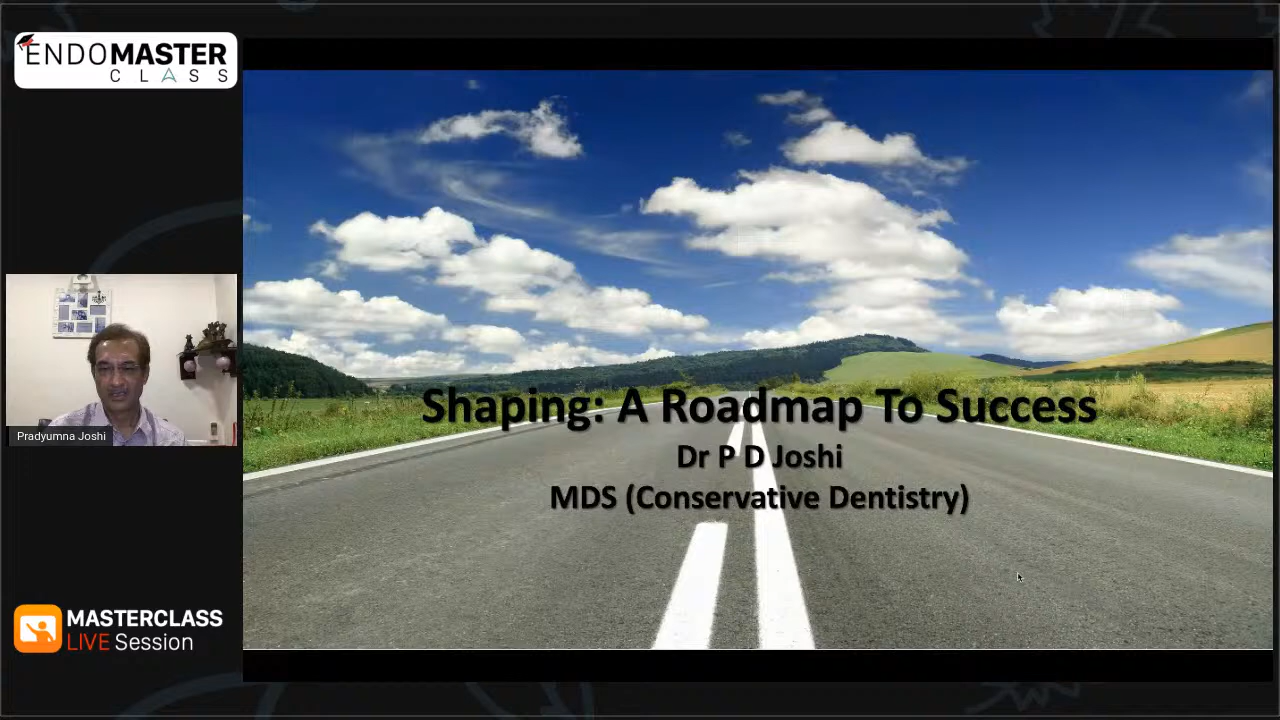 ENDOMASTER
CLASS
Shaping: A Roadmap To Success
Dr P D Joshi
MDS (Conservative Dentistry)
Pradyumna Joshi
MASTERCLASS
LIVE Session